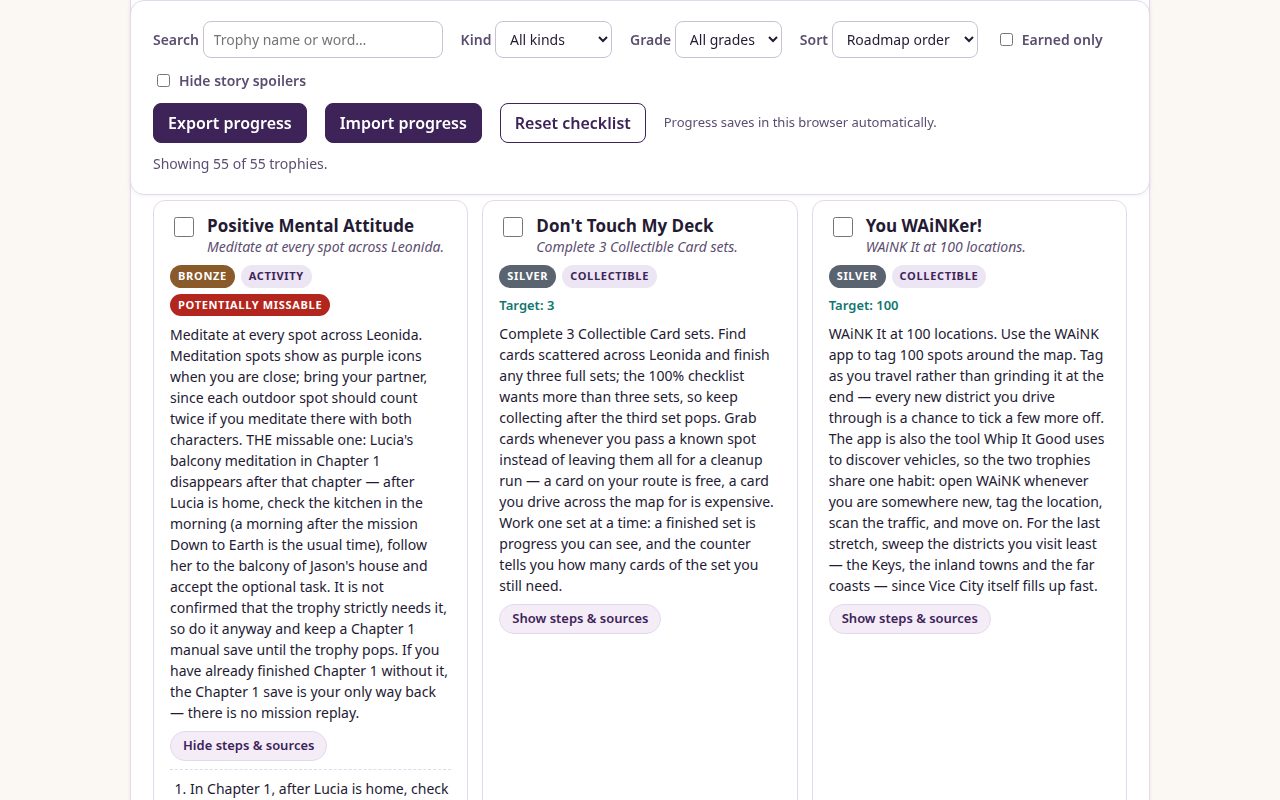 Search Trophy name or word... Kind All kinds Grade All grades Sort Roadmap order Earned only
Hide story spoilers
Export progress Import progress Reset checklist Progress saves in this browser automatically.
Showing 55 of 55 trophies.
Positive Mental Attitude
Meditate at every spot across Leonida.
BRONZE ACTIVITY
POTENTIALLY MISSABLE
Meditate at every spot across Leonida.
Meditation spots show as purple icons
when you are close; bring your partner,
since each outdoor spot should count
twice if you meditate there with both
characters. THE missable one: Lucia's
balcony meditation in Chapter 1
disappears after that chapter — after
Lucia is home, check the kitchen in the
morning (a morning after the mission
Down to Earth is the usual time), follow
her to the balcony of Jason's house and
accept the optional task. It is not
confirmed that the trophy strictly needs it,
so do it anyway and keep a Chapter 1
manual save until the trophy pops. If you
have already finished Chapter 1 without it,
the Chapter 1 save is your only way back
— there is no mission replay.
Hide steps & sources
1. In Chapter 1, after Lucia is home, check
Don't Touch My Deck
Complete 3 Collectible Card sets.
SILVER COLLECTIBLE
Target: 3
Complete 3 Collectible Card sets. Find
cards scattered across Leonida and finish
any three full sets; the 100% checklist
wants more than three sets, so keep
collecting after the third set pops. Grab
cards whenever you pass a known spot
instead of leaving them all for a cleanup
run — a card on your route is free, a card
you drive across the map for is expensive.
Work one set at a time: a finished set is
progress you can see, and the counter
tells you how many cards of the set you
still need.
Show steps & sources
You WAiNKer!
WAiNK It at 100 locations.
SILVER COLLECTIBLE
Target: 100
WAiNK It at 100 locations. Use the WAiNK
app to tag 100 spots around the map. Tag
as you travel rather than grinding it at the
end — every new district you drive
through is a chance to tick a few more off.
The app is also the tool Whip It Good uses
to discover vehicles, so the two trophies
share one habit: open WAiNK whenever
you are somewhere new, tag the location,
scan the traffic, and move on. For the last
stretch, sweep the districts you visit least
— the Keys, the inland towns and the far
coasts — since Vice City itself fills up fast.
Show steps & sources